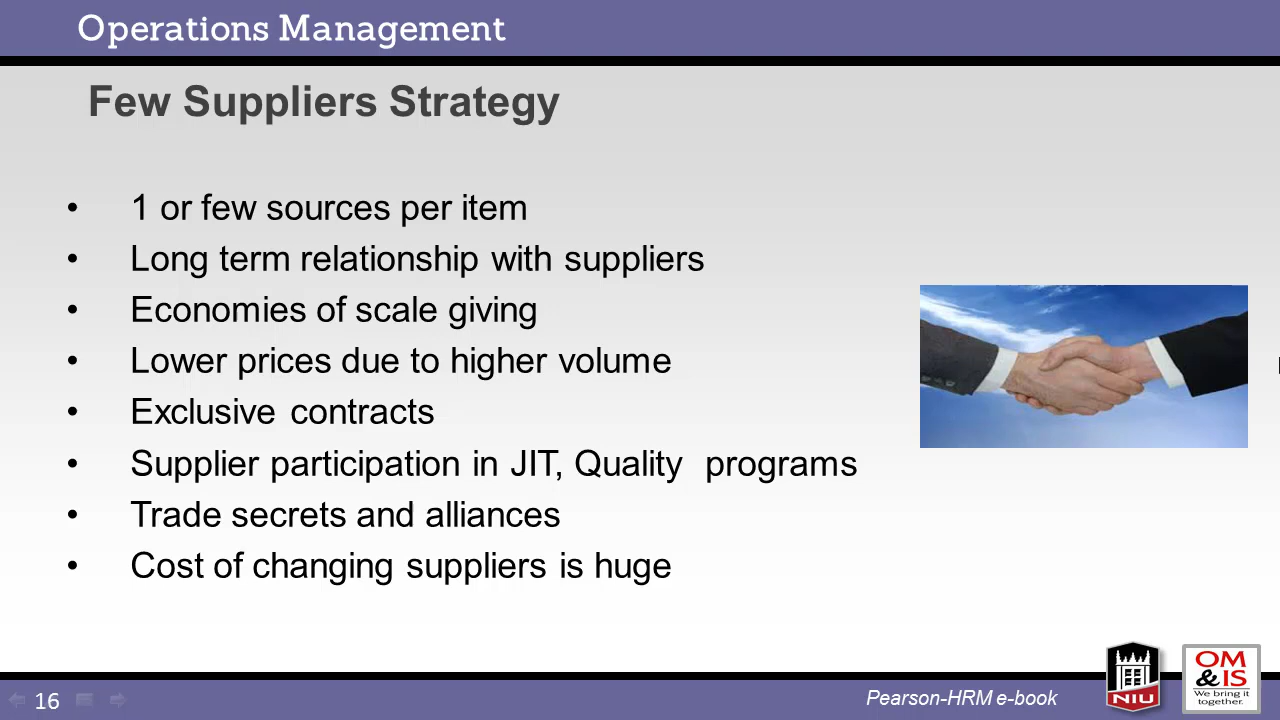 Operations Management
Few Suppliers Strategy
• 1 or few sources per item
• Long term relationship with suppliers
• Economies of scale giving
• Lower prices due to higher volume
• Exclusive contracts
• Supplier participation in JIT, Quality  programs
• Trade secrets and alliances
• Cost of changing suppliers is huge
16
Pearson-HRM e-book
NIU
OM
&IS
We bring it
together.